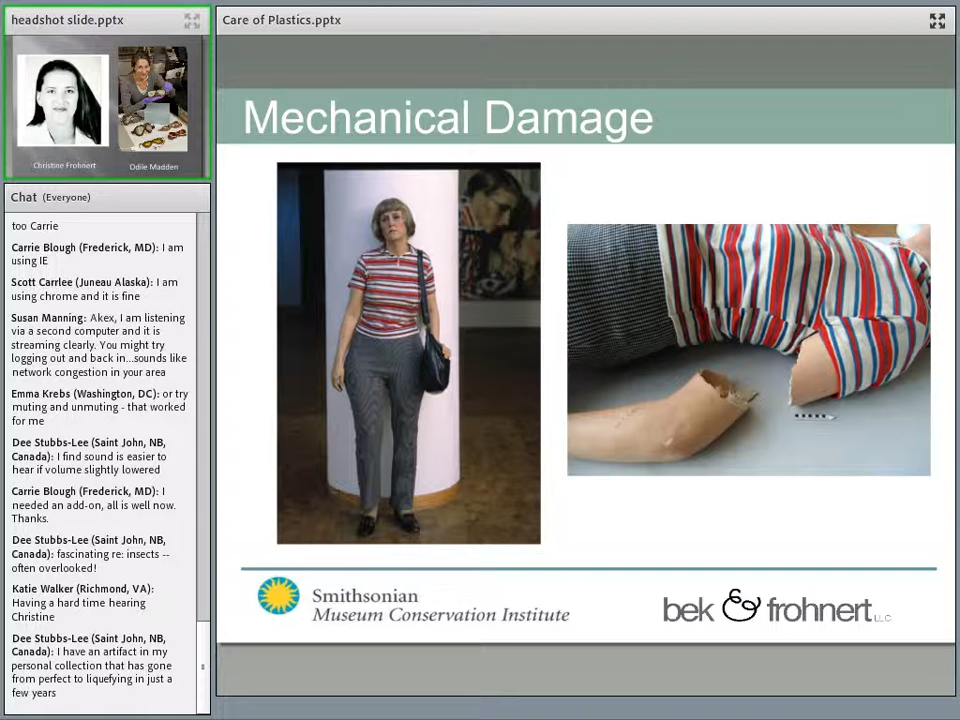 headshot slide.pptx
Christine Frohnert
Odile Madden
Chat (Everyone)
too Carrie
Carrie Blough (Frederick, MD): I am
using IE
Scott Carrlee (Juneau Alaska): I am
using chrome and it is fine
Susan Manning: Akex, I am listening
via a second computer and it is
streaming clearly. You might try
logging out and back in...sounds like
network congestion in your area
Emma Krebs (Washington, DC): or try
muting and unmuting - that worked
for me
Dee Stubbs-Lee (Saint John, NB,
Canada): I find sound is easier to
hear if volume slightly lowered
Carrie Blough (Frederick, MD): I
needed an add-on, all is well now.
Thanks.
Dee Stubbs-Lee (Saint John, NB,
Canada): fascinating re: insects --
often overlooked!
Katie Walker (Richmond, VA):
Having a hard time hearing
Christine
Dee Stubbs-Lee (Saint John, NB,
Canada): I have an artifact in my
personal collection that has gone
from perfect to liquefying in just a
few years
Care of Plastics.pptx
Mechanical Damage
Smithsonian
Museum Conservation Institute
bek & frohnert LLC